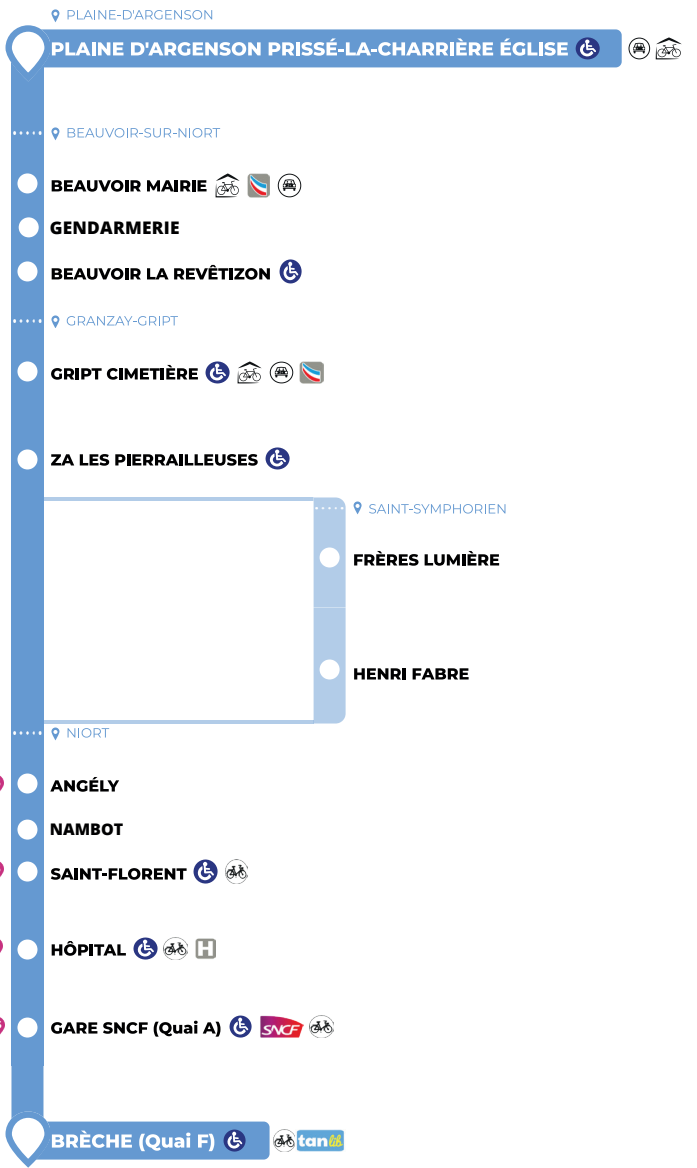 PLAINE-D'ARGENSON
PLAINE D'ARGENSON PRISSÉ-LA-CHARRIÈRE ÉGLISE
BEAUVOIR-SUR-NIORT
BEAUVOIR MAIRIE
GENDARMERIE
BEAUVOIR LA REVÊTIZON
GRANZAY-GRIPT
GRIPT CIMETIÈRE
ZA LES PIERRAILLEUSES
SAINT-SYMPHORIEN
FRÈRES LUMIÈRE
HENRI FABRE
NIORT
ANGÉLY
NAMBOT
SAINT-FLORENT
HÔPITAL H
GARE SNCF (Quai A) SNCF
BRÈCHE (Quai F) tanlib